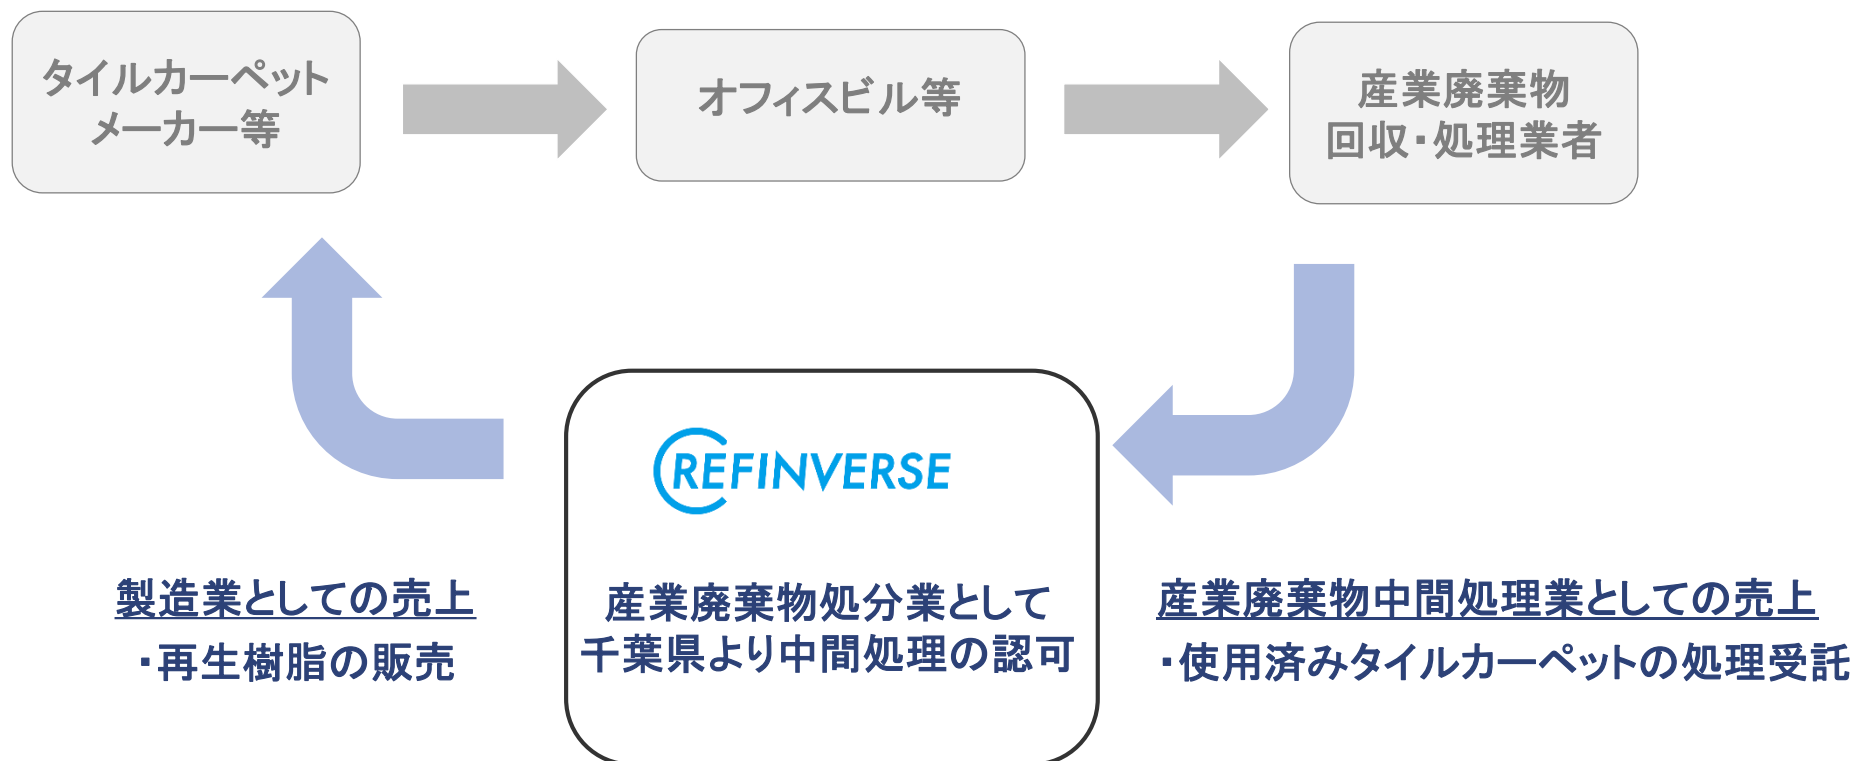 タイルカーペット
メーカー等
オフィスビル等
産業廃棄物
回収・処理業者
REFINVERSE
産業廃棄物処分業として
千葉県より中間処理の認可
製造業としての売上
・再生樹脂の販売
産業廃棄物中間処理業としての売上
・使用済みタイルカーペットの処理受託